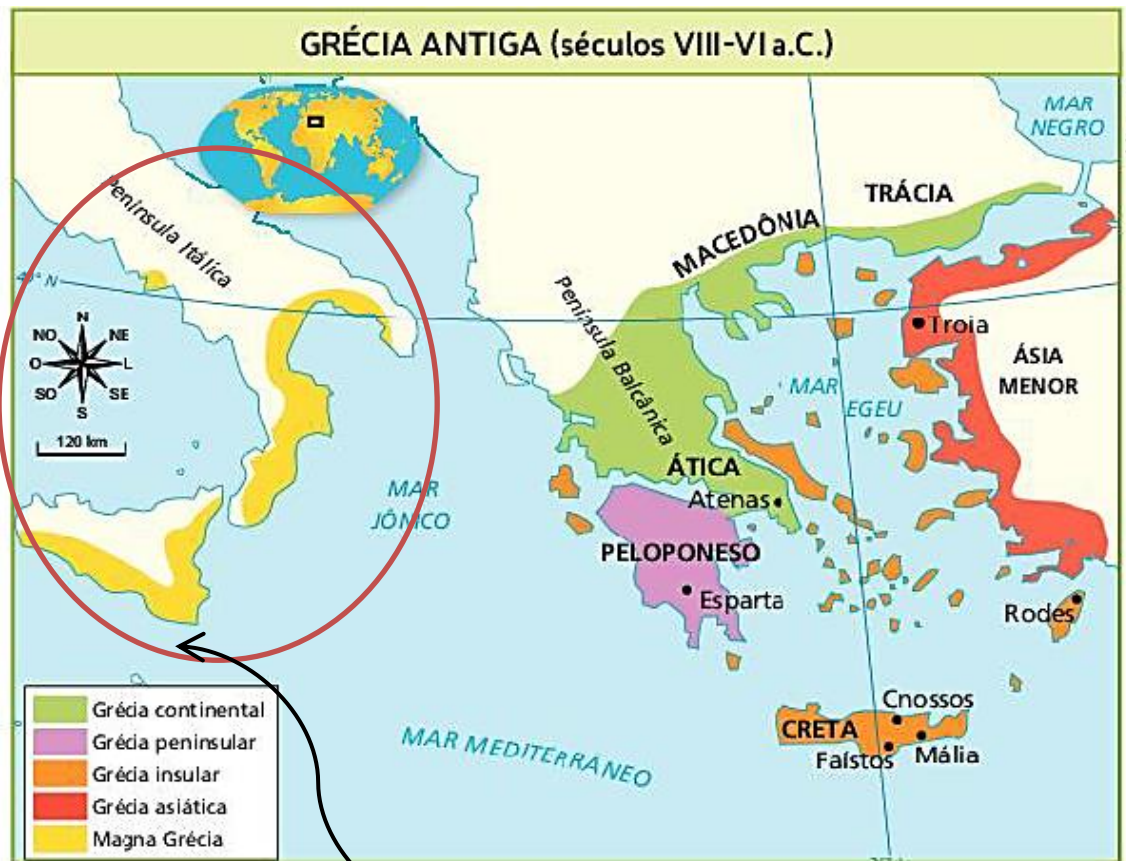 GRÉCIA ANTIGA (séculos VIII-VI a.C.)
MAR
NEGRO
TRÁCIA
MACEDÔNIA
Península Itálica
Península Balcânica
N
NO
NE
O
L
SO
SE
S
120 km
Troia
ÁSIA
MENOR
MAR
EGEU
ÁTICA
Atenas
MAR
JÔNICO
PELOPONESO
Esparta
Rodes
Cnossos
CRETA
Faístos
Mália
MAR MEDITERRÂNEO
Grécia continental
Grécia peninsular
Grécia insular
Grécia asiática
Magna Grécia